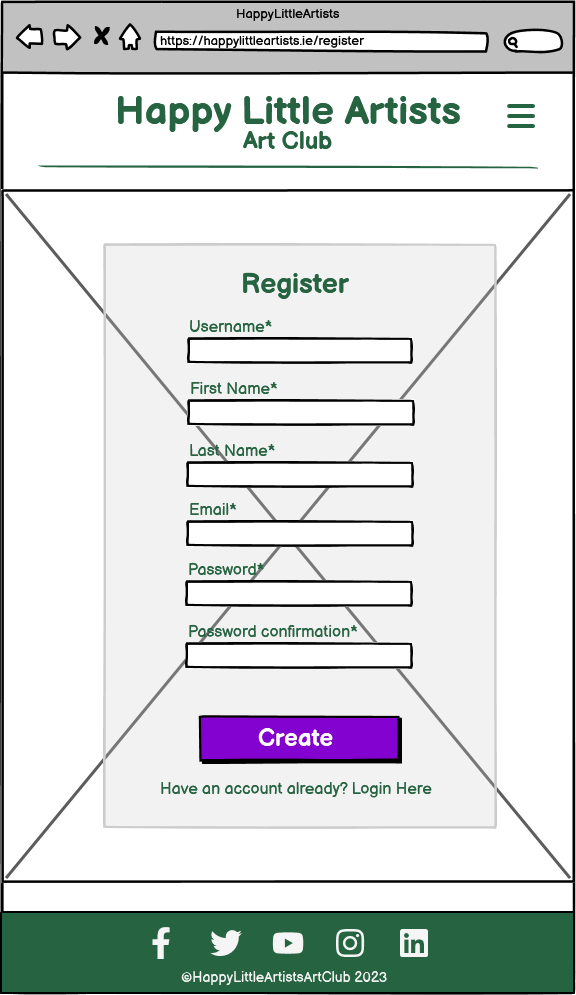 HappyLittleArtists
https://happylittleartists.ie/register
Happy Little Artists
Art Club
Register
Username*
First Name*
Last Name*
Email*
Password*
Password confirmation*
Create
Have an account already? Login Here
©HappyLittleArtistsArtClub 2023